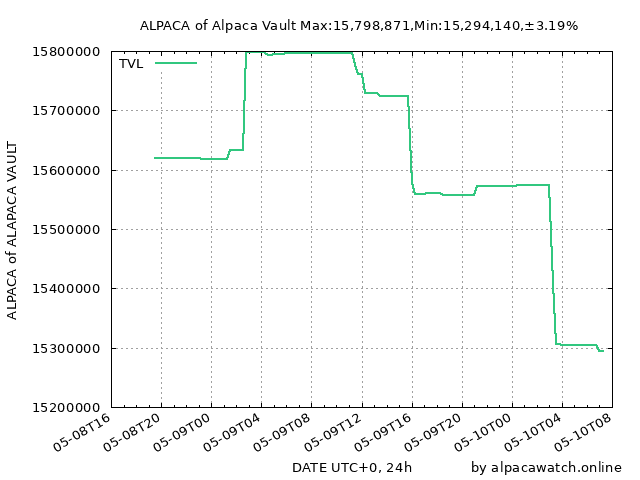 ALPACA of Alpaca Vault Max:15,798,871,Min:15,294,140,±3.19%
TVL
ALPACA of ALAPACA VAULT
15800000
15700000
15600000
15500000
15400000
15300000
15200000
05-08T16
05-08T20
05-09T00
05-09T04
05-09T08
05-09T12
05-09T16
05-09T20
05-10T00
05-10T04
05-10T08
DATE UTC+0, 24h
by alpacawatch.online